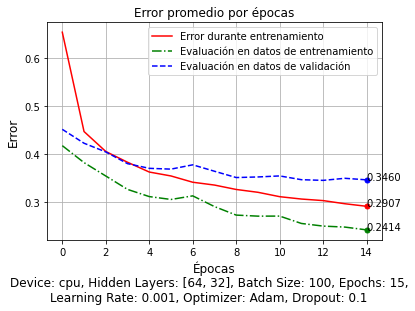 Error promedio por épocas
Error durante entrenamiento
Evaluación en datos de entrenamiento
Evaluación en datos de validación
Error
0.6
0.5
0.4
0.3
0.3460
0.2907
0.2414
0 2 4 6 8 10 12 14
Épocas
Device: cpu, Hidden Layers: [64, 32], Batch Size: 100, Epochs: 15,
Learning Rate: 0.001, Optimizer: Adam, Dropout: 0.1